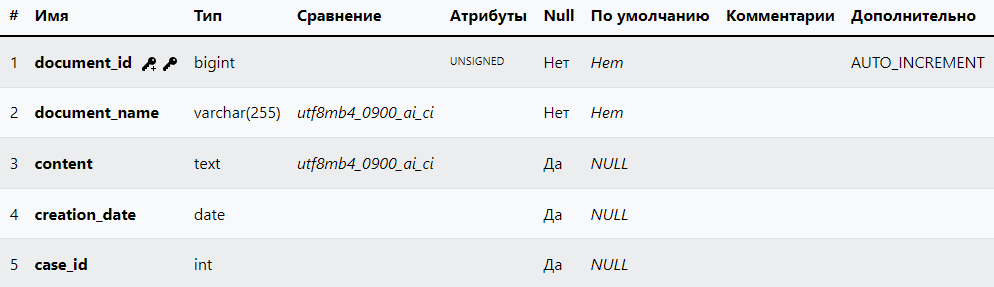 # Имя Тип Сравнение Атрибуты Null По умолчанию Комментарии Дополнительно
1 document_id bigint UNSIGNED Нет Нет AUTO_INCREMENT
2 document_name varchar(255) utf8mb4_0900_ai_ci Нет Нет
3 content text utf8mb4_0900_ai_ci Да NULL
4 creation_date date Да NULL
5 case_id int Да NULL